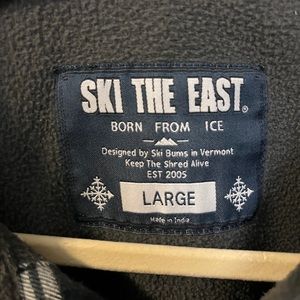 SKI THE EAST®
BORN FROM ICE
Designed by Ski Bums in Vermont
Keep The Shred Alive
EST 2005
LARGE
Made in India